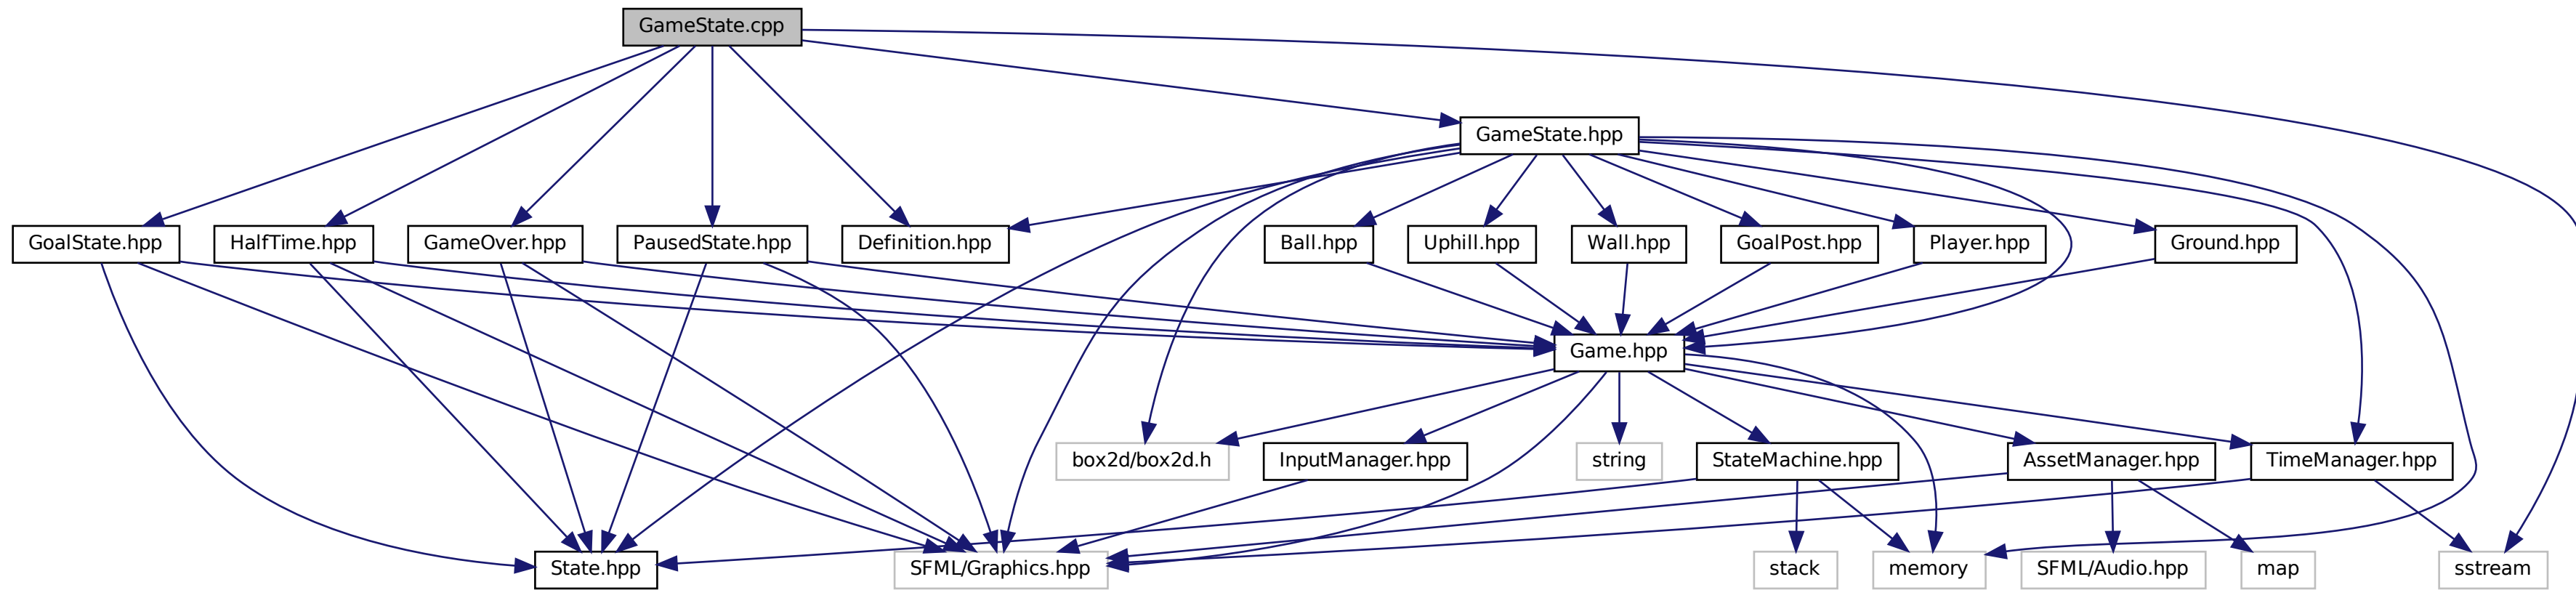 GameState.cpp
GameState.hpp
GoalState.hpp
HalfTime.hpp
GameOver.hpp
PausedState.hpp
Definition.hpp
Ball.hpp
Uphill.hpp
Wall.hpp
GoalPost.hpp
Player.hpp
Ground.hpp
Game.hpp
box2d/box2d.h
InputManager.hpp
string
StateMachine.hpp
AssetManager.hpp
TimeManager.hpp
State.hpp
SFML/Graphics.hpp
stack
memory
SFML/Audio.hpp
map
sstream